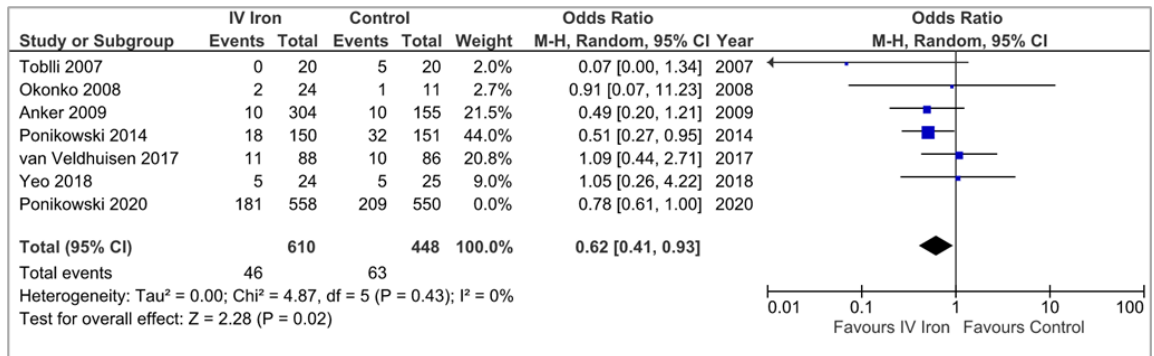 IV Iron Control Odds Ratio Odds Ratio
Study or Subgroup Events Total Events Total Weight M-H, Random, 95% CI Year M-H, Random, 95% CI
Toblli 2007 0 20 5 20 2.0% 0.07 [0.00, 1.34] 2007
Okonko 2008 2 24 1 11 2.7% 0.91 [0.07, 11.23] 2008
Anker 2009 10 304 10 155 21.5% 0.49 [0.20, 1.21] 2009
Ponikowski 2014 18 150 32 151 44.0% 0.51 [0.27, 0.95] 2014
van Veldhuisen 2017 11 88 10 86 20.8% 1.09 [0.44, 2.71] 2017
Yeo 2018 5 24 5 25 9.0% 1.05 [0.26, 4.22] 2018
Ponikowski 2020 181 558 209 550 0.0% 0.78 [0.61, 1.00] 2020
Total (95% CI) 610 448 100.0% 0.62 [0.41, 0.93]
Total events 46 63
Heterogeneity: Tau² = 0.00; Chi² = 4.87, df = 5 (P = 0.43); I² = 0%
Test for overall effect: Z = 2.28 (P = 0.02)
0.01 0.1 1 10 100
Favours IV Iron Favours Control